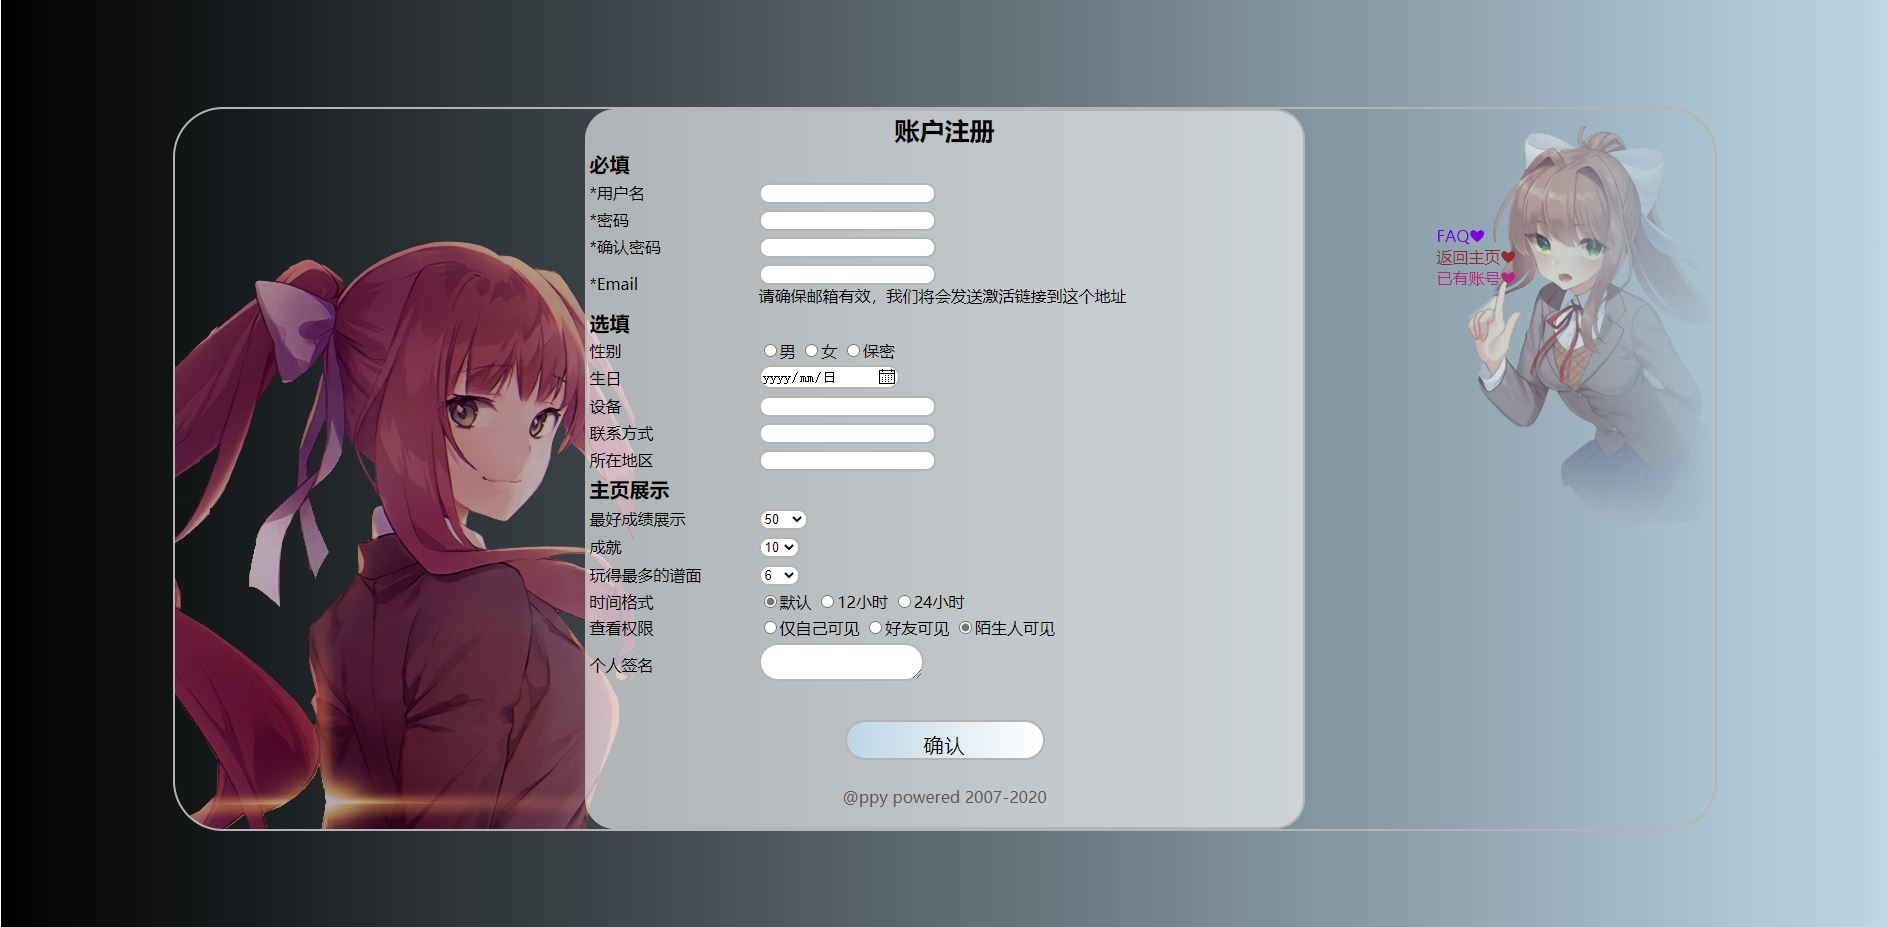 账户注册
必填
*用户名
*密码
*确认密码
*Email
请确保邮箱有效，我们将会发送激活链接到这个地址
选填
性别 男 女 保密
生日 yyyy/mm/日
设备
联系方式
所在地区
主页展示
最好成绩展示 50
成就 10
玩得最多的谱面 6
时间格式 默认 12小时 24小时
查看权限 仅自己可见 好友可见 陌生人可见
个人签名
确认
@ppy powered 2007-2020
FAQ♥
返回主页♥
已有账号♥